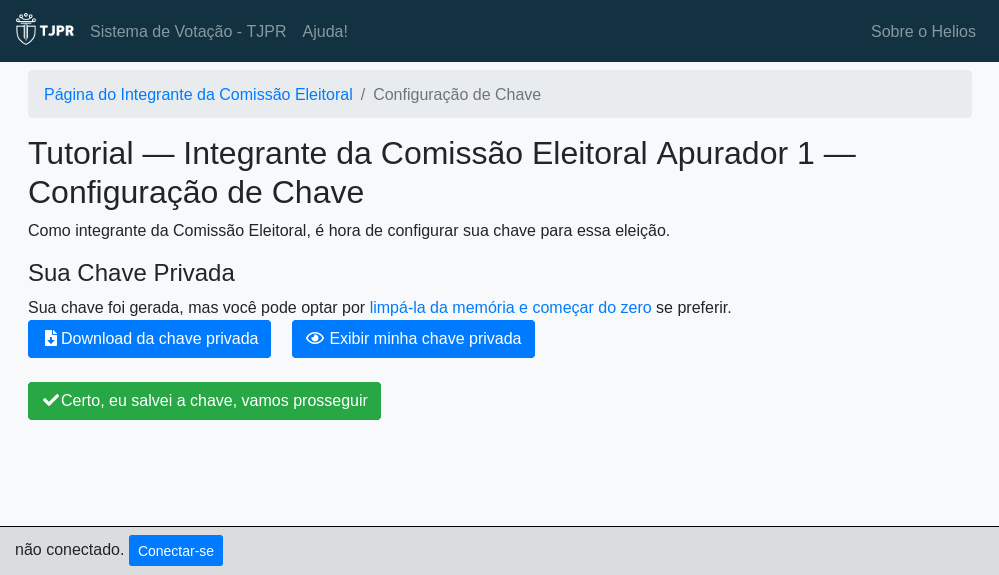 TJPR Sistema de Votação - TJPR Ajuda! Sobre o Helios
Página do Integrante da Comissão Eleitoral / Configuração de Chave
Tutorial — Integrante da Comissão Eleitoral Apurador 1 —
Configuração de Chave
Como integrante da Comissão Eleitoral, é hora de configurar sua chave para essa eleição.
Sua Chave Privada
Sua chave foi gerada, mas você pode optar por limpá-la da memória e começar do zero se preferir.
Download da chave privada Exibir minha chave privada
Certo, eu salvei a chave, vamos prosseguir
não conectado. Conectar-se